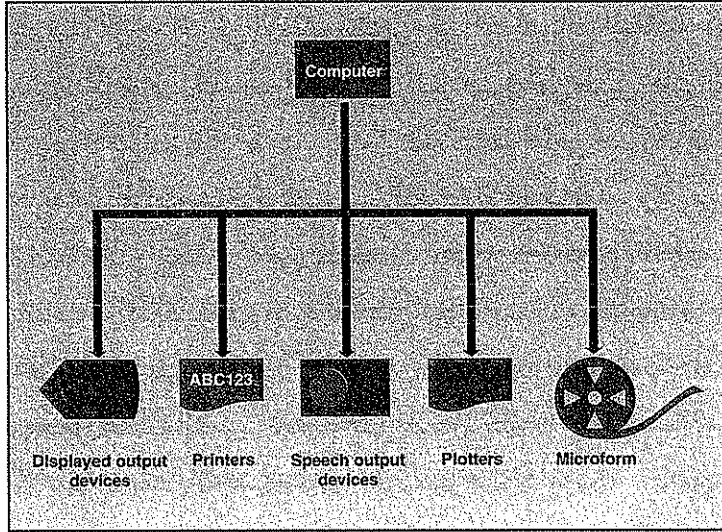 Computer
ABC123
Displayed output
devices
Printers
Speech output
devices
Plotters
Microform